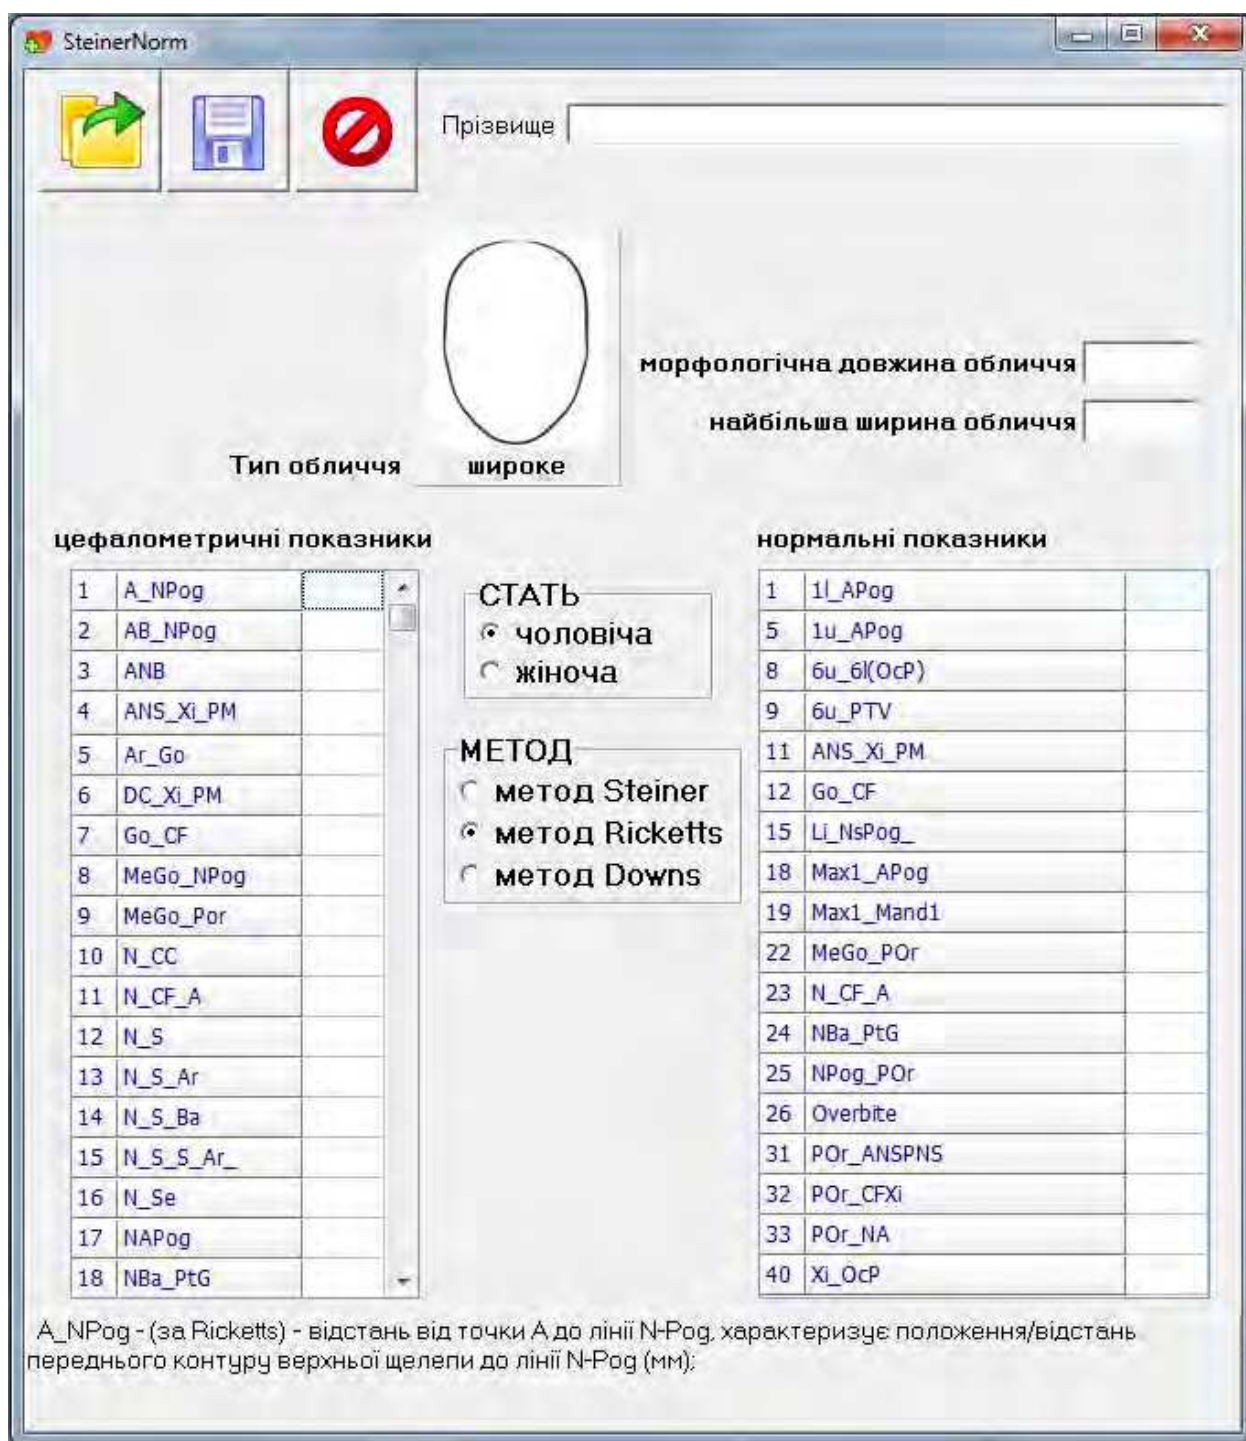 SteinerNorm
Прізвище
морфологічна довжина обличчя
найбільша ширина обличчя
Тип обличчя широке
цефалометричні показники
1 A_NPog
2 AB_NPog
3 ANB
4 ANS_Xi_PM
5 Ar_Go
6 DC_Xi_PM
7 Go_CF
8 MeGo_NPog
9 MeGo_Por
10 N_CC
11 N_CF_A
12 N_S
13 N_S_Ar
14 N_S_Ba
15 N_S_S_Ar_
16 N_Se
17 NAPog
18 NBa_PtG
СТАТЬ
чоловіча
жіноча
МЕТОД
метод Steiner
метод Ricketts
метод Downs
нормальні показники
1 1l_APog
5 1u_APog
8 6u_6l(OcP)
9 6u_PTV
11 ANS_Xi_PM
12 Go_CF
15 Li_NsPog_
18 Max1_APog
19 Max1_Mand1
22 MeGo_POr
23 N_CF_A
24 NBa_PtG
25 NPog_POr
26 Overbite
31 POr_ANSPNS
32 POr_CFXi
33 POr_NA
40 Xi_OcP
A_NPog - (за Ricketts) - відстань від точки А до лінії N-Pog, характеризує положення/відстань
переднього контуру верхньої щелепи до лінії N-Pog (мм);